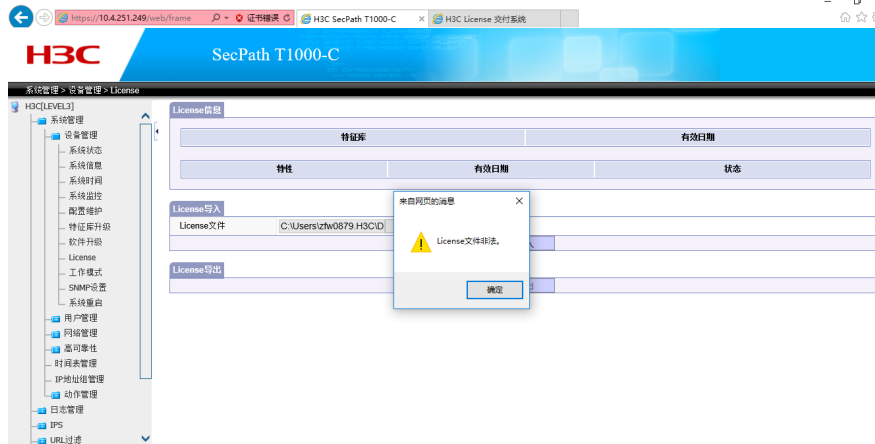 https://10.4.251.249/web/frame
证书错误
H3C SecPath T1000-C
H3C License 交付系统
H3C
SecPath T1000-C
系统管理 > 设备管理 > License
H3C[LEVEL3]
系统管理
设备管理
系统状态
系统信息
系统时间
系统监控
配置维护
特征库升级
软件升级
License
工作模式
SNMP设置
系统重启
用户管理
网络管理
高可靠性
时间表管理
IP地址组管理
动作管理
日志管理
IPS
URL过滤
License信息
特征库 有效日期
特性 有效日期 状态
License导入
License文件 C:\Users\zfw0879.H3C\D
License导出
来自网页的消息
License文件非法。
确定